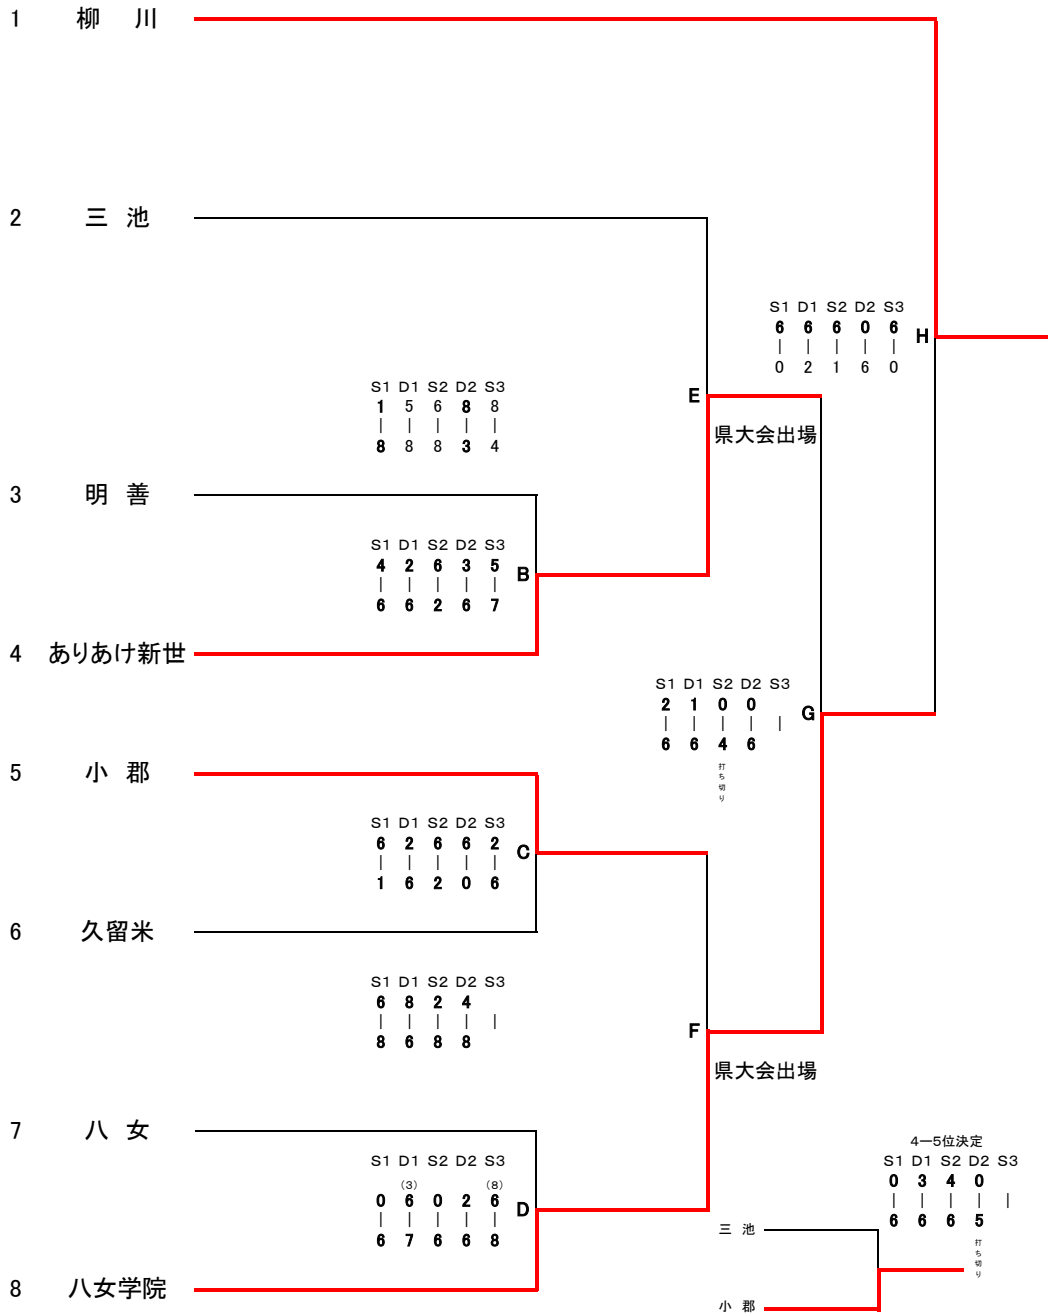 1 柳 川
2 三 池
S1 D1 S2 D2 S3
6 6 6 0 6
| | | | |
0 2 1 6 0
H
E
県大会出場
S1 D1 S2 D2 S3
1 5 6 8 8
| | | | |
8 8 8 3 4
3 明 善
S1 D1 S2 D2 S3
4 2 6 3 5
| | | | |
6 6 2 6 7
B
4 ありあけ新世
S1 D1 S2 D2 S3
2 1 0 0
| | | | |
6 6 4 6
打ち切り
G
5 小 郡
S1 D1 S2 D2 S3
6 2 6 6 2
| | | | |
1 6 2 0 6
C
6 久留米
S1 D1 S2 D2 S3
6 8 2 4
| | | | |
8 6 8 8
F
県大会出場
7 八 女
S1 D1 S2 D2 S3
(3) (8)
0 6 0 2 6
| | | | |
6 7 6 6 8
D
8 八女学院
4—5位決定
S1 D1 S2 D2 S3
0 3 4 0
| | | | |
6 6 6 5
打ち切り
三 池
小 郡